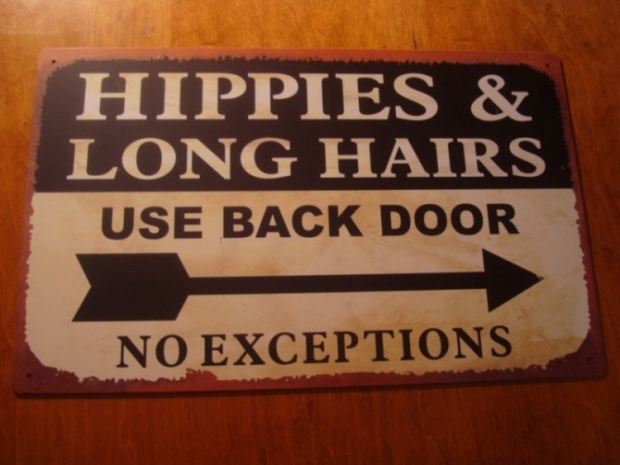 HIPPIES &
LONG HAIRS
USE BACK DOOR
NO EXCEPTIONS